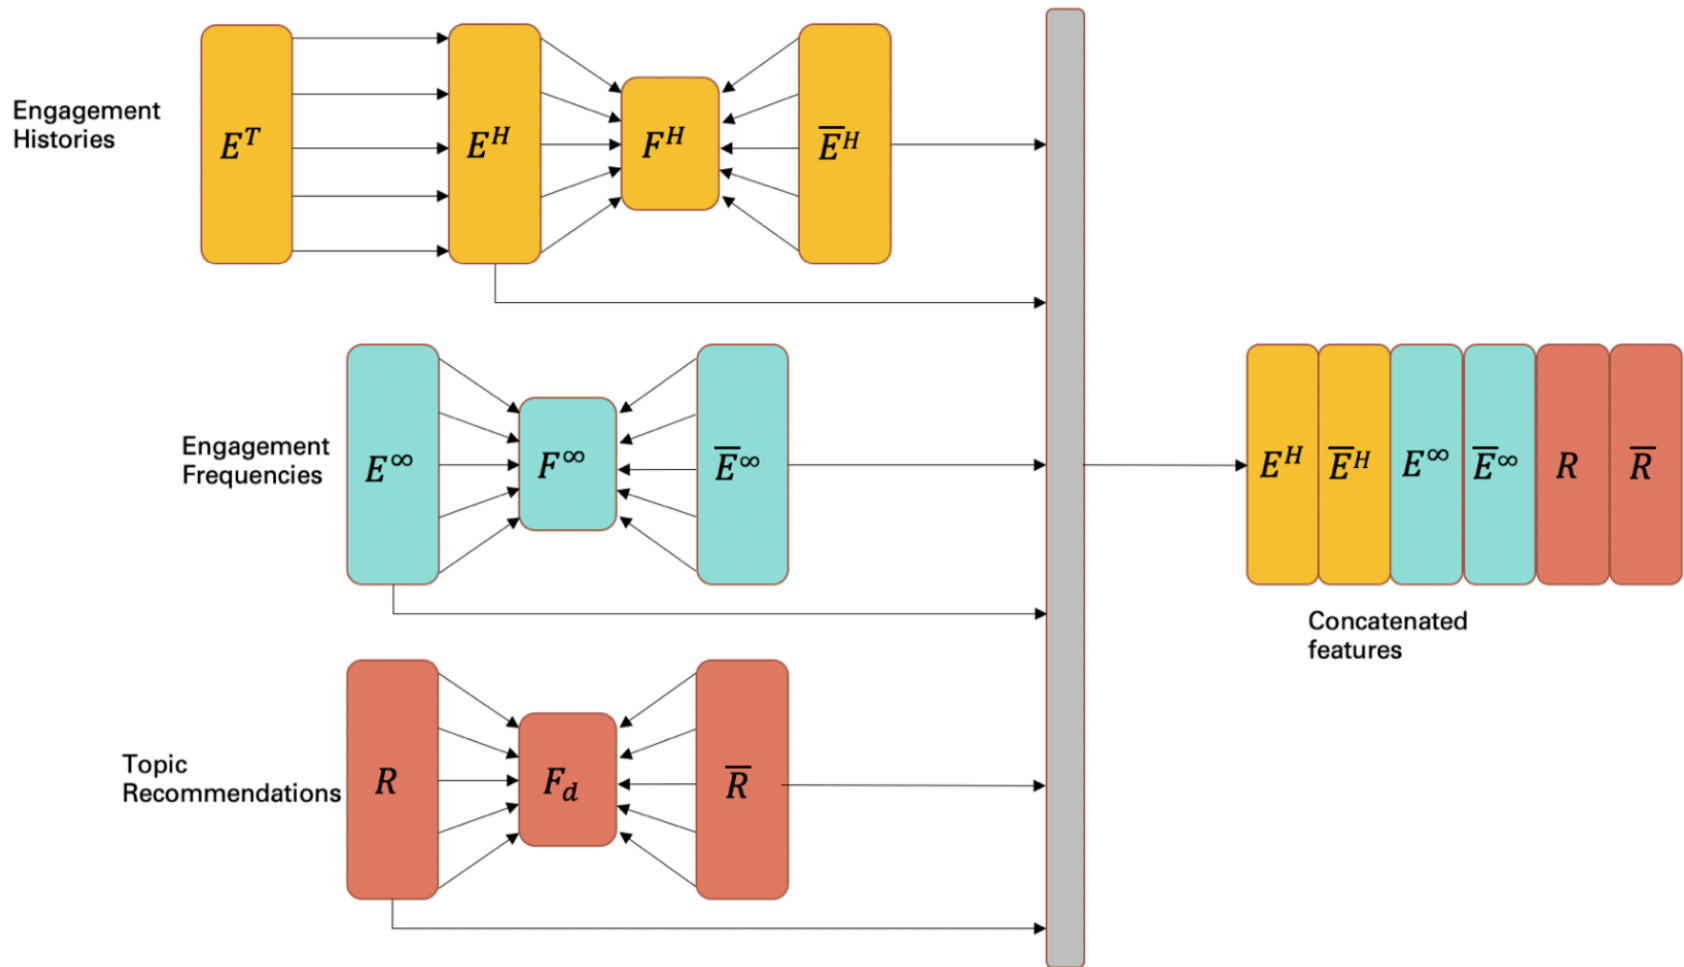 Engagement
Histories
E^T
E^H
F^H
E̅^H
Engagement
Frequencies
E^∞
F^∞
E̅^∞
E^H E̅^H E^∞ E̅^∞ R R̅
Concatenated
features
Topic
Recommendations
R
F_d
R̅